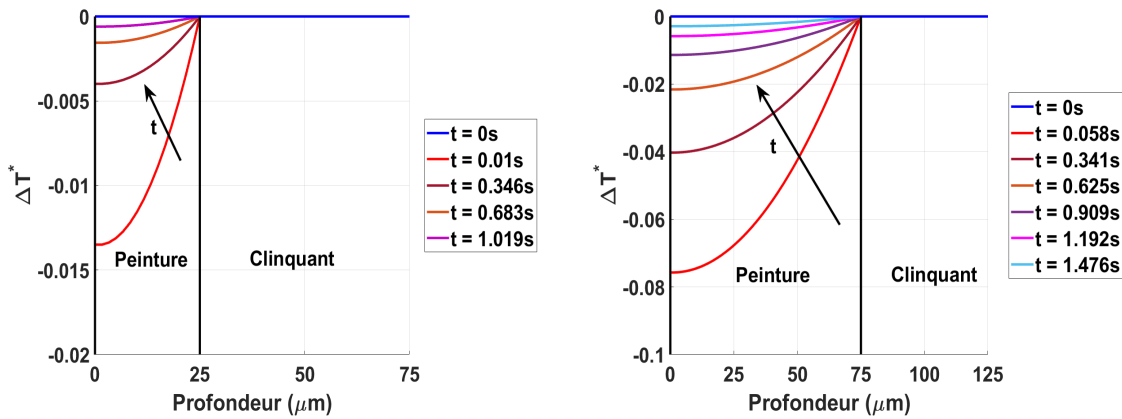 0
-0.005
-0.01
-0.015
-0.02
ΔT*
t
Peinture
Clinquant
0
25
75
Profondeur (μm)
t = 0s
t = 0.01s
t = 0.346s
t = 0.683s
t = 1.019s
0
-0.02
-0.04
-0.06
-0.08
-0.1
ΔT*
t
Peinture
Clinquant
0
25
50
75
100
125
Profondeur (μm)
t = 0s
t = 0.058s
t = 0.341s
t = 0.625s
t = 0.909s
t = 1.192s
t = 1.476s